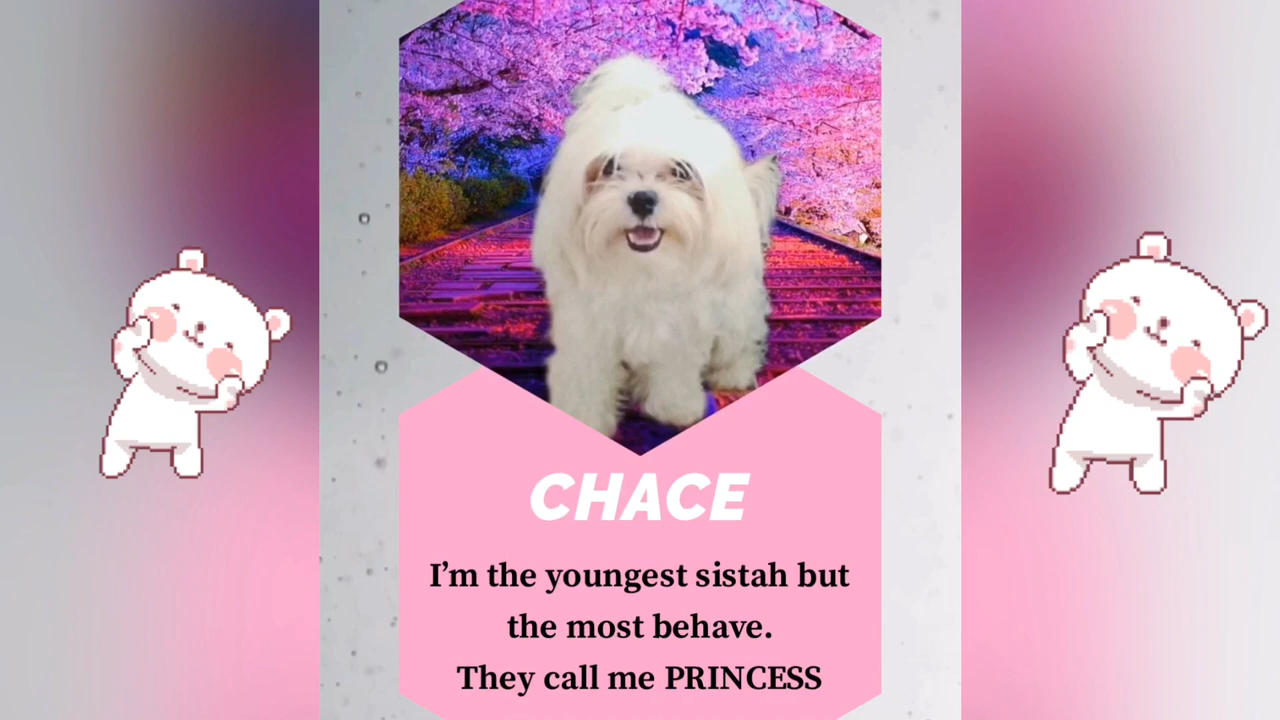 CHACE
I’m the youngest sistah but
the most behave.
They call me PRINCESS